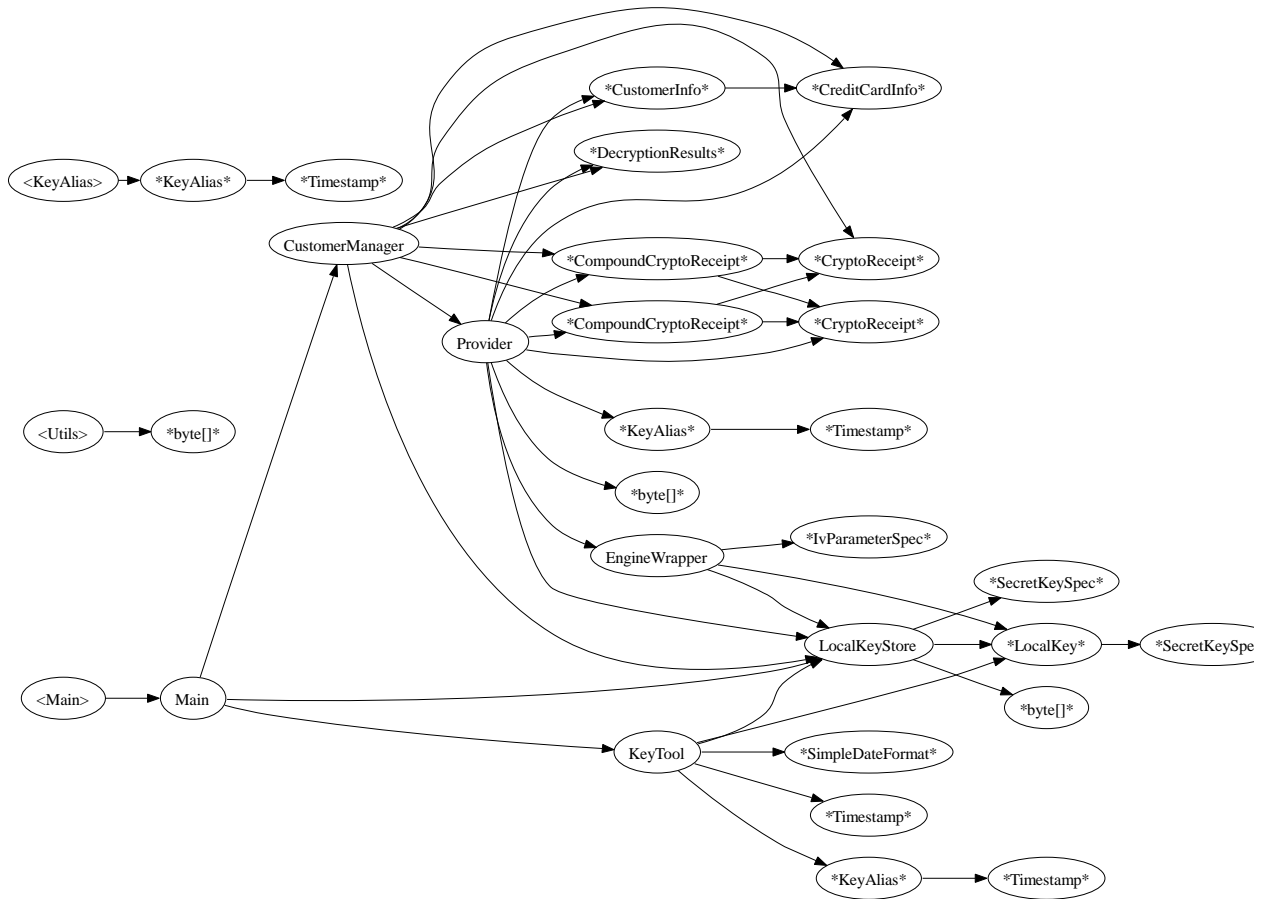 *CustomerInfo*
*CreditCardInfo*
*DecryptionResults*
<KeyAlias>
*KeyAlias*
*Timestamp*
CustomerManager
*CompoundCryptoReceipt*
*CryptoReceipt*
*CompoundCryptoReceipt*
*CryptoReceipt*
Provider
<Utils>
*byte[]*
*KeyAlias*
*Timestamp*
*byte[]*
*IvParameterSpec*
EngineWrapper
*SecretKeySpec*
LocalKeyStore
*LocalKey*
*SecretKeySpe
<Main>
Main
*byte[]*
KeyTool
*SimpleDateFormat*
*Timestamp*
*KeyAlias*
*Timestamp*